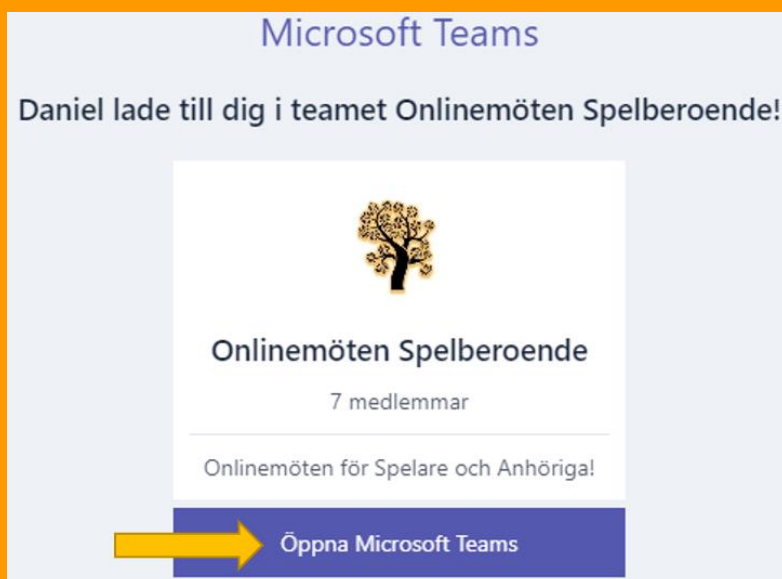 Microsoft Teams
Daniel lade till dig i teamet Onlinemöten Spelberoende!
Onlinemöten Spelberoende
7 medlemmar
Onlinemöten för Spelare och Anhöriga!
Öppna Microsoft Teams